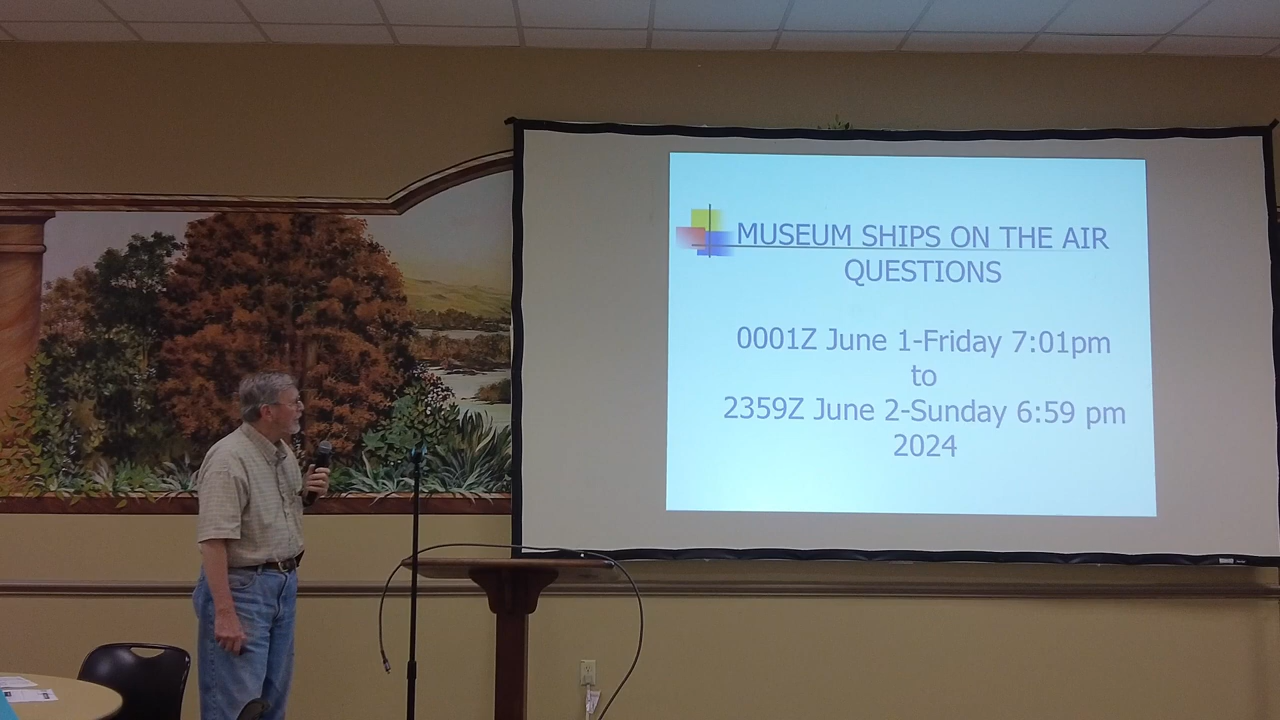 MUSEUM SHIPS ON THE AIR
QUESTIONS
0001Z June 1-Friday 7:01pm
to
2359Z June 2-Sunday 6:59 pm
2024